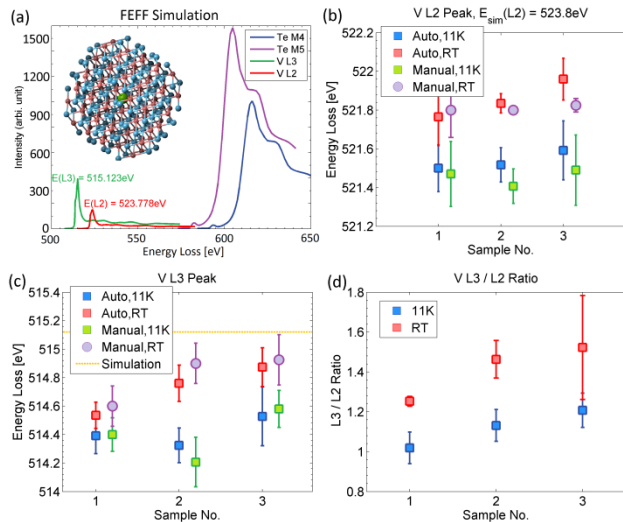 FEFF Simulation
(a)
Intensity (arbi. unit)
1500
1200
900
600
300
0
Te M4
Te M5
V L3
V L2
E(L3) = 515.123eV
E(L2) = 523.778eV
500
550
600
650
Energy Loss [eV]
(b)
V L2 Peak, E_sim(L2) = 523.8eV
Energy Loss [eV]
522.2
522
521.8
521.6
521.4
521.2
Auto,11K
Auto,RT
Manual,11K
Manual,RT
1
2
3
Sample No.
(c)
V L3 Peak
Energy Loss [eV]
515.4
515.2
515
514.8
514.6
514.4
514.2
514
Auto,11K
Auto,RT
Manual,11K
Manual,RT
Simulation
1
2
3
Sample No.
(d)
V L3 / L2 Ratio
L3 / L2 Ratio
1.8
1.6
1.4
1.2
1
0.8
11K
RT
1
2
3
Sample No.